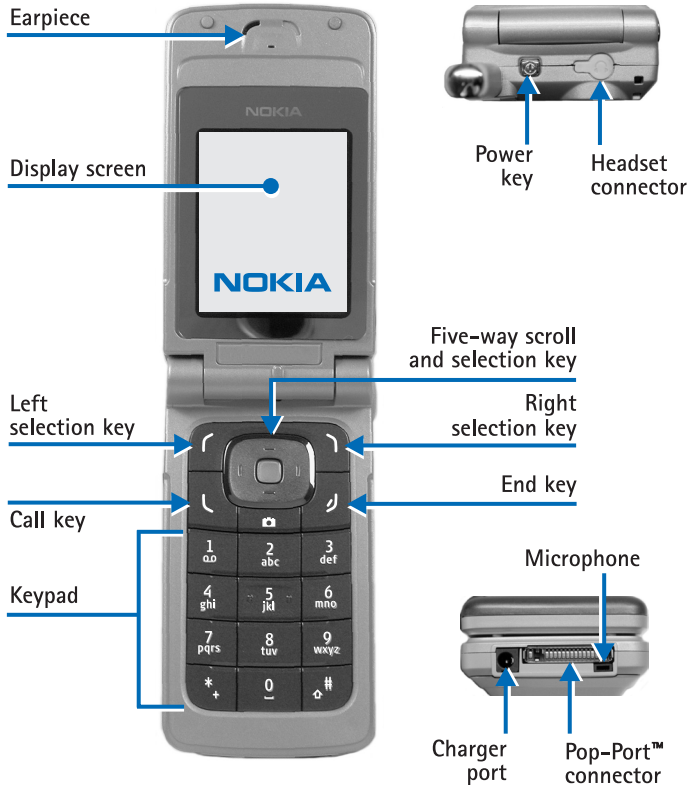 Earpiece
NOKIA
Display screen
NOKIA
Power
key
Headset
connector
Five-way scroll
and selection key
Left
selection key
Right
selection key
Call key
End key
Keypad
1
2
abc
3
def
4
ghi
5
jkl
6
mno
7
pqrs
8
tuv
9
wxyz
*
+
0
#
Microphone
Charger
port
Pop-Port™
connector